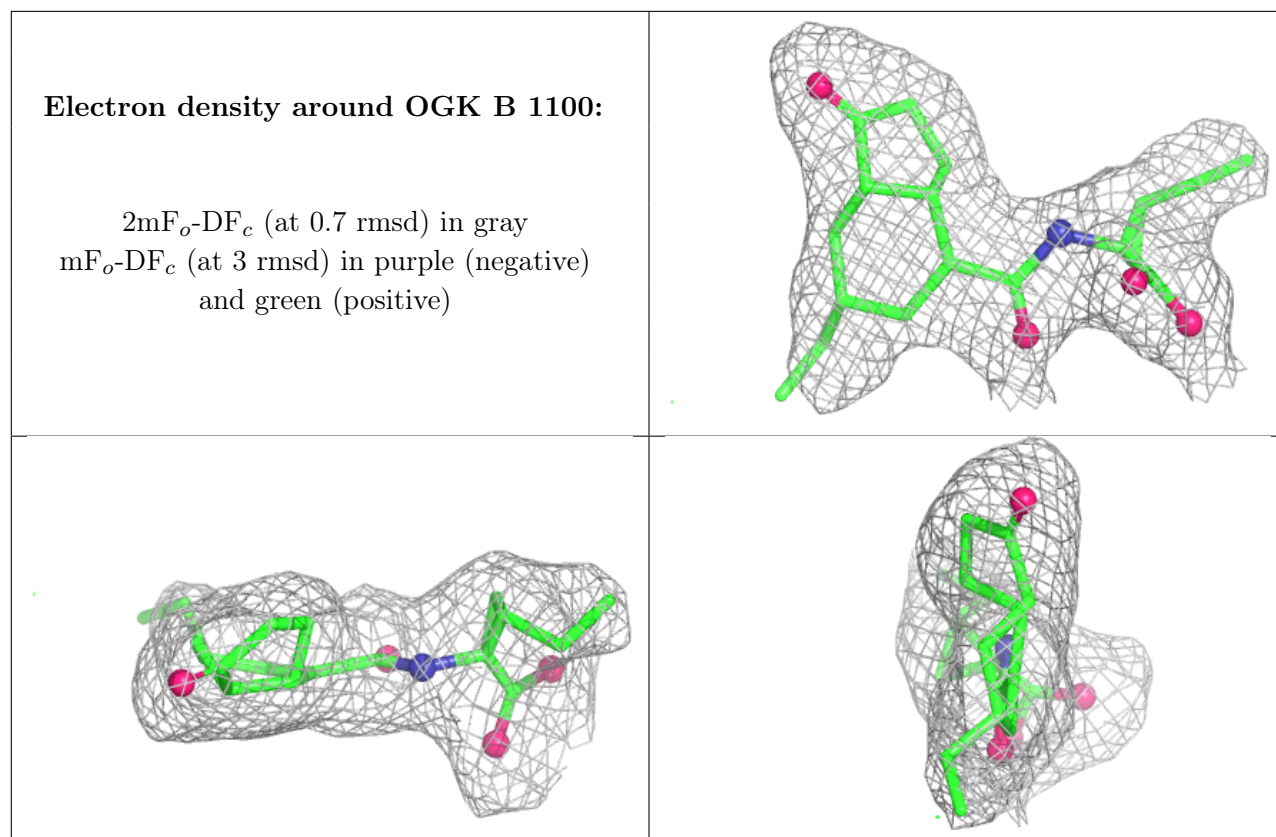 Electron density around OGK B 1100:
2mFo-DFc (at 0.7 rmsd) in gray
mFo-DFc (at 3 rmsd) in purple (negative)
and green (positive)